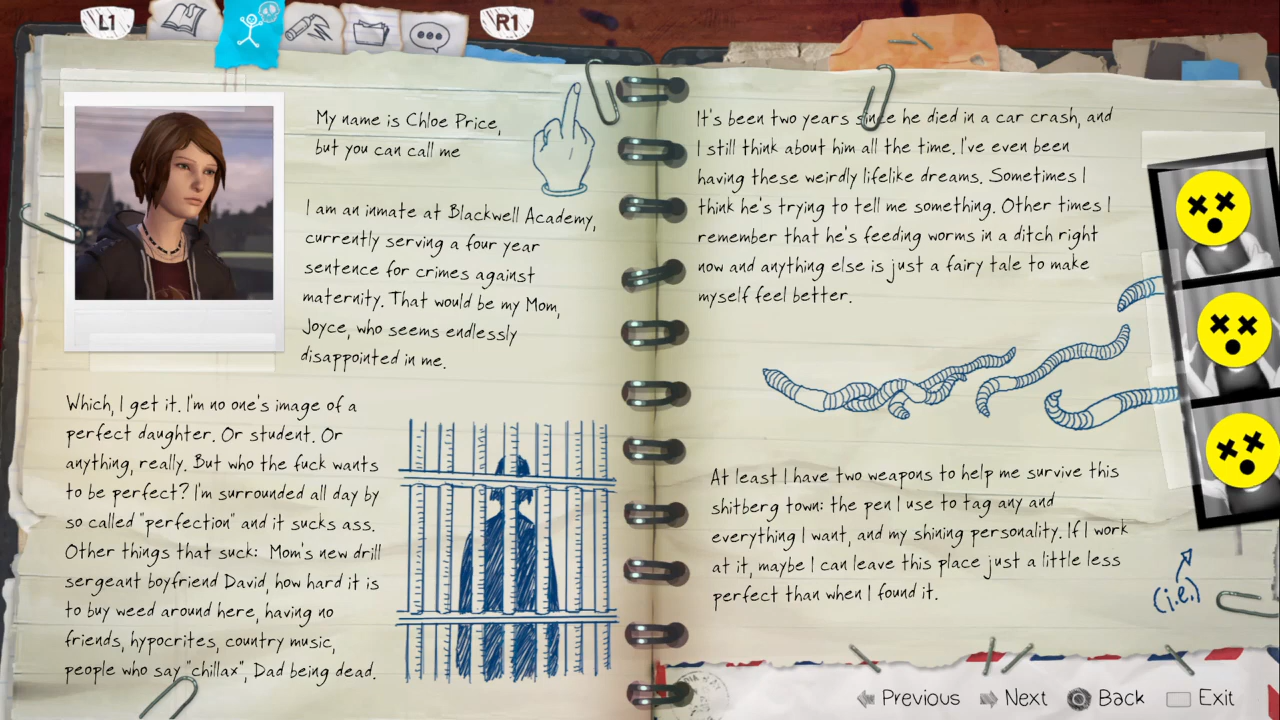 L1
R1
My name is Chloe Price,
but you can call me
I am an inmate at Blackwell Academy,
currently serving a four year
sentence for crimes against
maternity. That would be my Mom,
Joyce, who seems endlessly
disappointed in me.
Which, I get it. I'm no one's image of a
perfect daughter. Or student. Or
anything, really. But who the fuck wants
to be perfect? I'm surrounded all day by
so called "perfection" and it sucks ass.
Other things that suck: Mom's new drill
sergeant boyfriend David, how hard it is
to buy weed around here, having no
friends, hypocrites, country music,
people who say "chillax", Dad being dead.
It's been two years since he died in a car crash, and
I still think about him all the time. I've even been
having these weirdly lifelike dreams. Sometimes I
think he's trying to tell me something. Other times I
remember that he's feeding worms in a ditch right
now and anything else is just a fairy tale to make
myself feel better.
At least I have two weapons to help me survive this
shitberg town: the pen I use to tag any and
everything I want, and my shining personality. If I work
at it, maybe I can leave this place just a little less
perfect than when I found it.
(i.e.)
Previous Next Back Exit